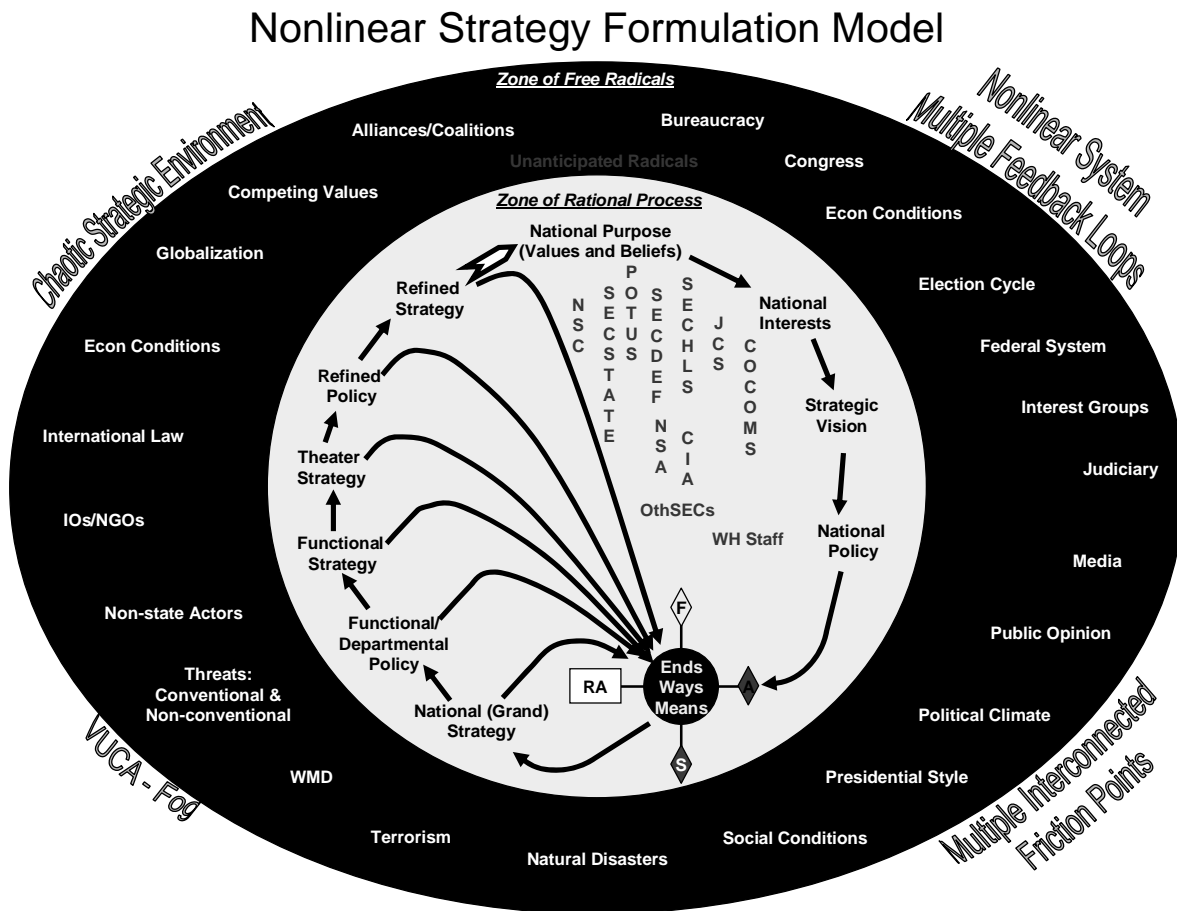 Nonlinear Strategy Formulation Model
Zone of Free Radicals
Alliances/Coalitions
Bureaucracy
Unanticipated Radicals
Congress
Competing Values
Econ Conditions
Globalization
Election Cycle
Econ Conditions
Federal System
Interest Groups
International Law
Judiciary
IOs/NGOs
Media
Non-state Actors
Public Opinion
Threats:
Conventional &
Non-conventional
Political Climate
WMD
Presidential Style
Terrorism
Social Conditions
Natural Disasters
Chaotic Strategic Environment
Nonlinear System
Multiple Feedback Loops
VUCA - Fog
Multiple Interconnected
Friction Points
Zone of Rational Process
National Purpose
(Values and Beliefs)
National
Interests
Strategic
Vision
National
Policy
Refined
Strategy
Refined
Policy
Theater
Strategy
Functional
Strategy
Functional/
Departmental
Policy
National (Grand)
Strategy
NSC
SECSTATE
POTUS
SECDEF
NSA
SECHLS
CIA
JCS
COCOMS
OthSECs
WH Staff
F
RA
Ends
Ways
Means
A
S